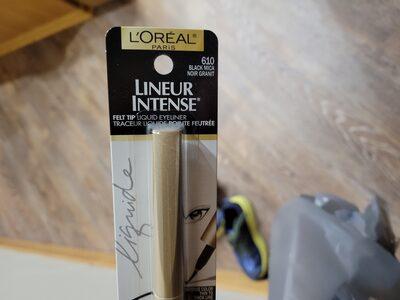 L'ORÉAL
PARIS
610
BLACK MICA
NOIR GRANIT
LINEUR
INTENSE®
FELT TIP LIQUID EYELINER
TRACEUR LIQUIDE POINTE FEUTRÉE
liquide